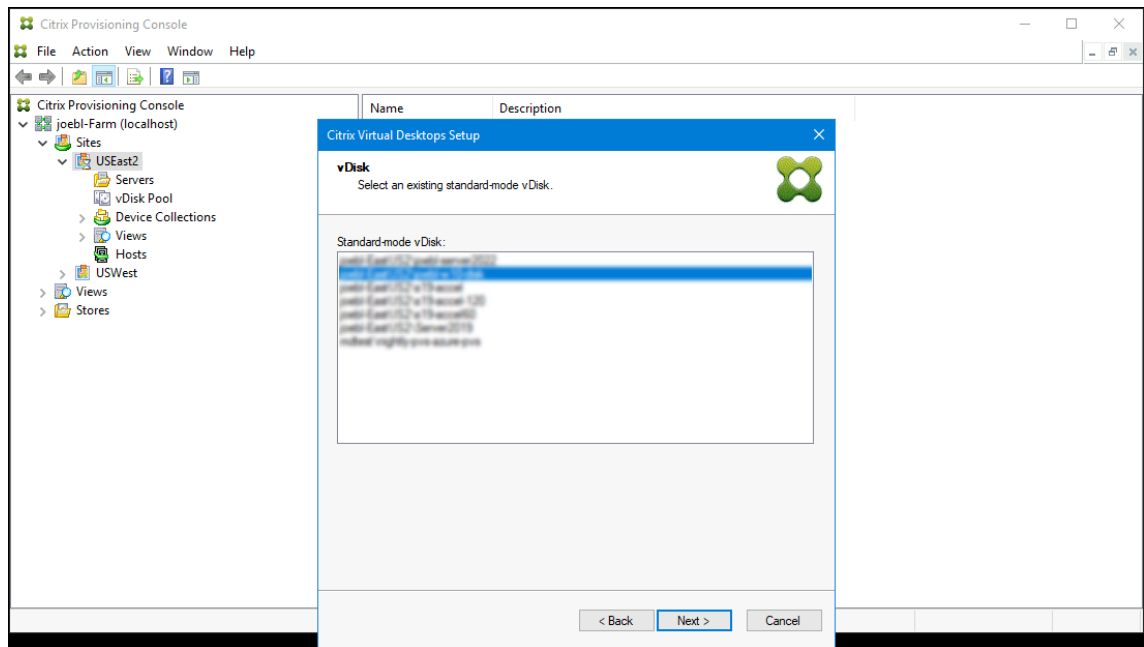 Citrix Provisioning Console
File Action View Window Help
Citrix Provisioning Console
joebl-Farm (localhost)
Sites
USEast2
Servers
vDisk Pool
Device Collections
Views
Hosts
USWest
Views
Stores
Name Description
Citrix Virtual Desktops Setup
vDisk
Select an existing standard-mode vDisk.
Standard-mode vDisk:
< Back Next > Cancel